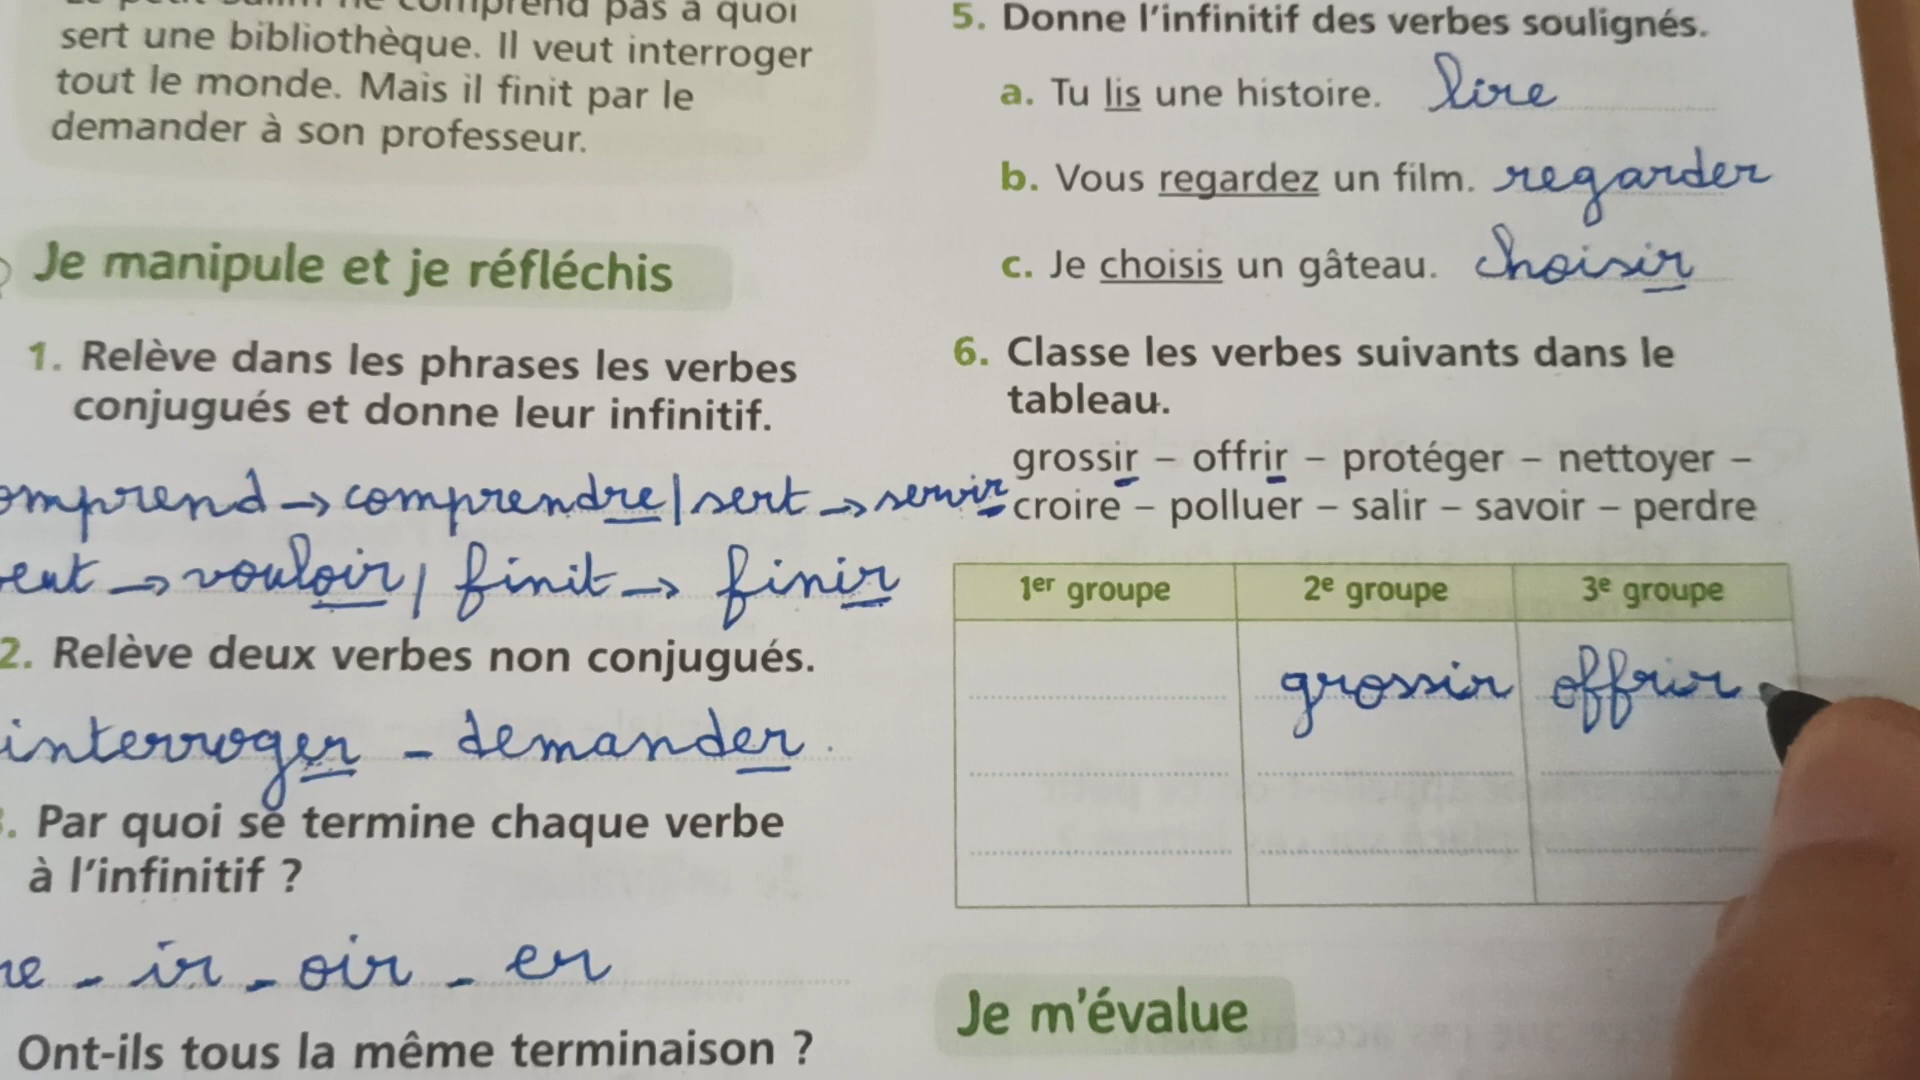 comprend pas à quoi
sert une bibliothèque. Il veut interroger
tout le monde. Mais il finit par le
demander à son professeur.
Je manipule et je réfléchis
1. Relève dans les phrases les verbes
conjugués et donne leur infinitif.
omprend → comprendre | sert → servir
eut → vouloir | finit → finir
2. Relève deux verbes non conjugués.
interroger - demander.
. Par quoi se termine chaque verbe
à l'infinitif ?
re - ir - oir - er
Ont-ils tous la même terminaison ?
5. Donne l'infinitif des verbes soulignés.
a. Tu lis une histoire. lire
b. Vous regardez un film. regarder
c. Je choisis un gâteau. choisir
6. Classe les verbes suivants dans le
tableau.
grossir – offrir – protéger – nettoyer –
croire – polluer – salir – savoir – perdre
1er groupe 2e groupe 3e groupe
grossir offrir
Je m'évalue